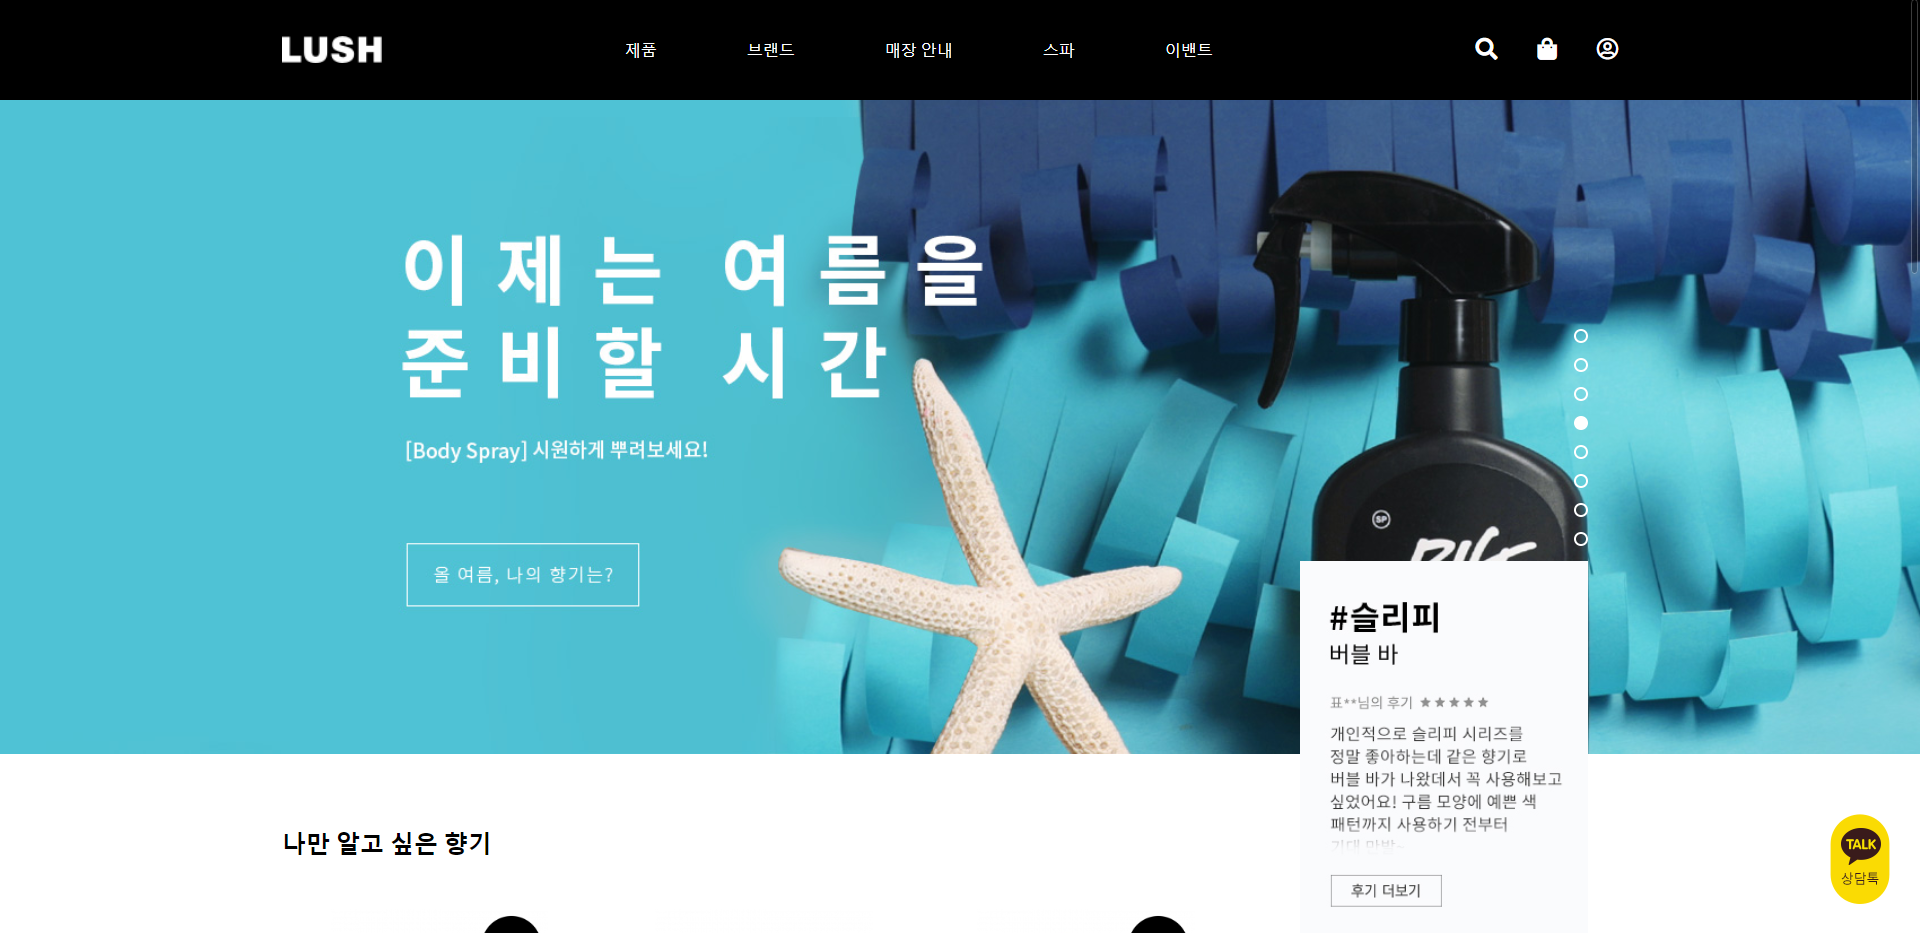 LUSH
제품
브랜드
매장 안내
스파
이밴트
이제는 여름을
준비할 시간
[Body Spray] 시원하게 뿌려보세요!
올 여름, 나의 향기는?
SP
#슬리피
버블 바
표**님의 후기 ★★★★★
개인적으로 슬리피 시리즈를
정말 좋아하는데 같은 향기로
버블 바가 나왔데서 꼭 사용해보고
싶었어요! 구름 모양에 예쁜 색
패턴까지 사용하기 전부터
기대 만발~
후기 더보기
나만 알고 싶은 향기
TALK
상담톡